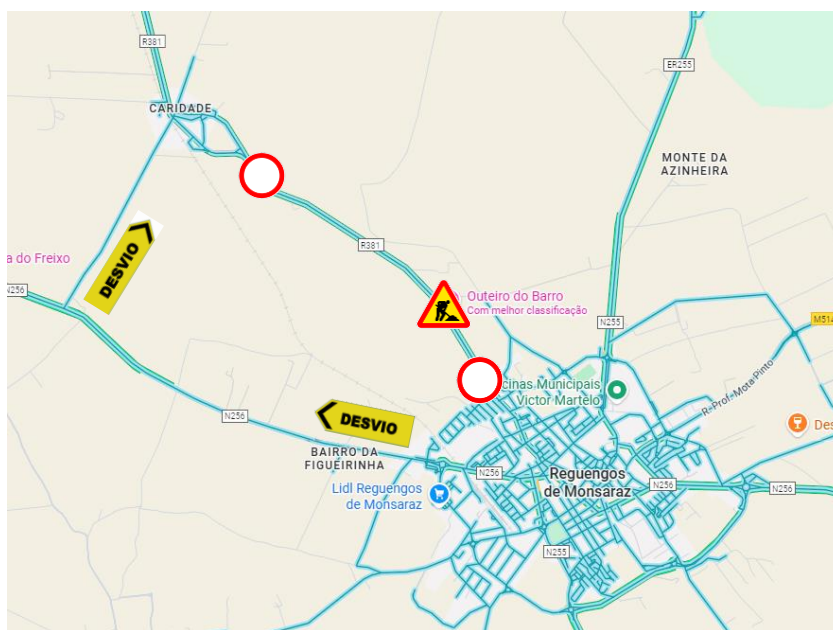 R381
ER255
CARIDADE
MONTE DA
AZINHEIRA
R381
a do Freixo
DESVIO
N256
Outeiro do Barro
Com melhor classificação
N255
M514
cinas Municipais
Victor Martelo
R. Prof. Mota Pinto
DESVIO
N256
Des
BAIRRO DA
FIGUEIRINHA
N256
Reguengos
de Monsaraz
N256
N256
Lidl Reguengos
de Monsaraz
N255